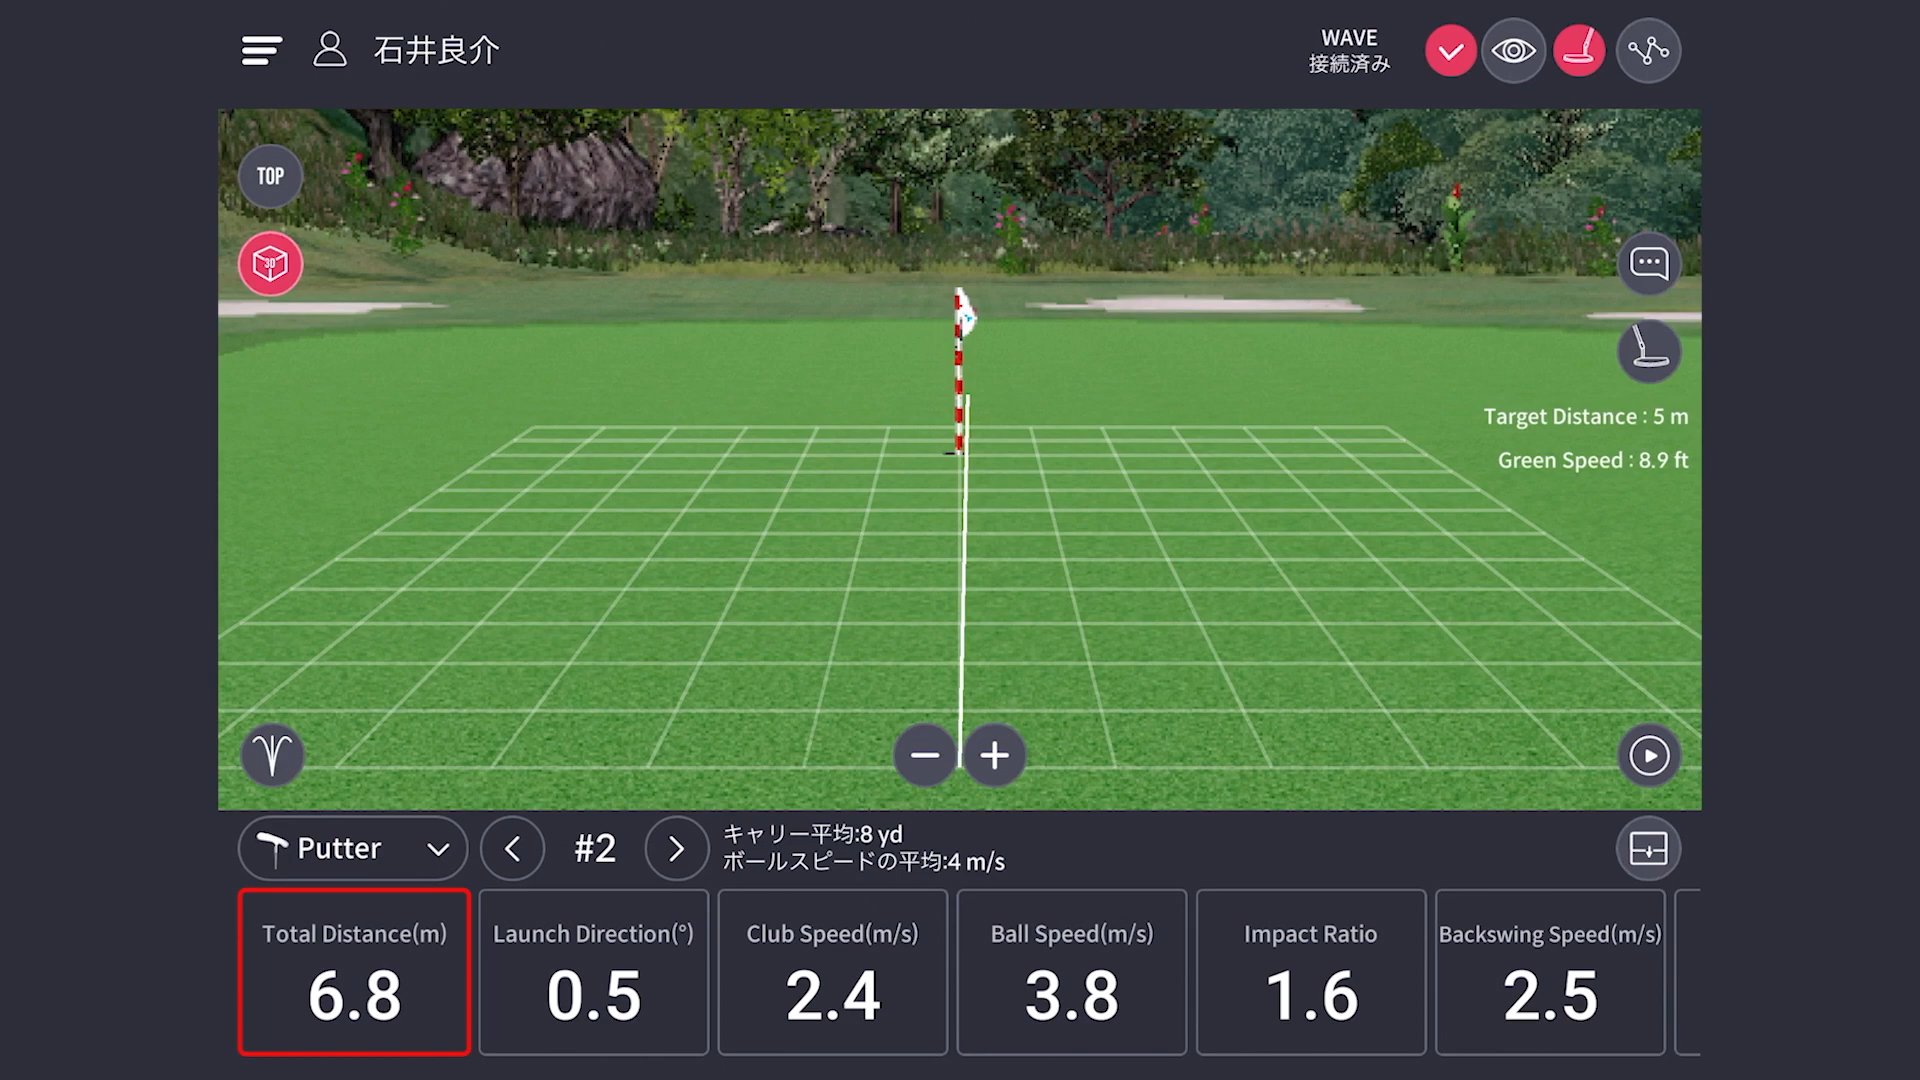 石井良介
WAVE
接続済み
TOP
3D
Target Distance : 5 m
Green Speed : 8.9 ft
Putter
#2
キャリー平均:8 yd
ボールスピードの平均:4 m/s
Total Distance(m)
6.8
Launch Direction(°)
0.5
Club Speed(m/s)
2.4
Ball Speed(m/s)
3.8
Impact Ratio
1.6
Backswing Speed(m/s)
2.5